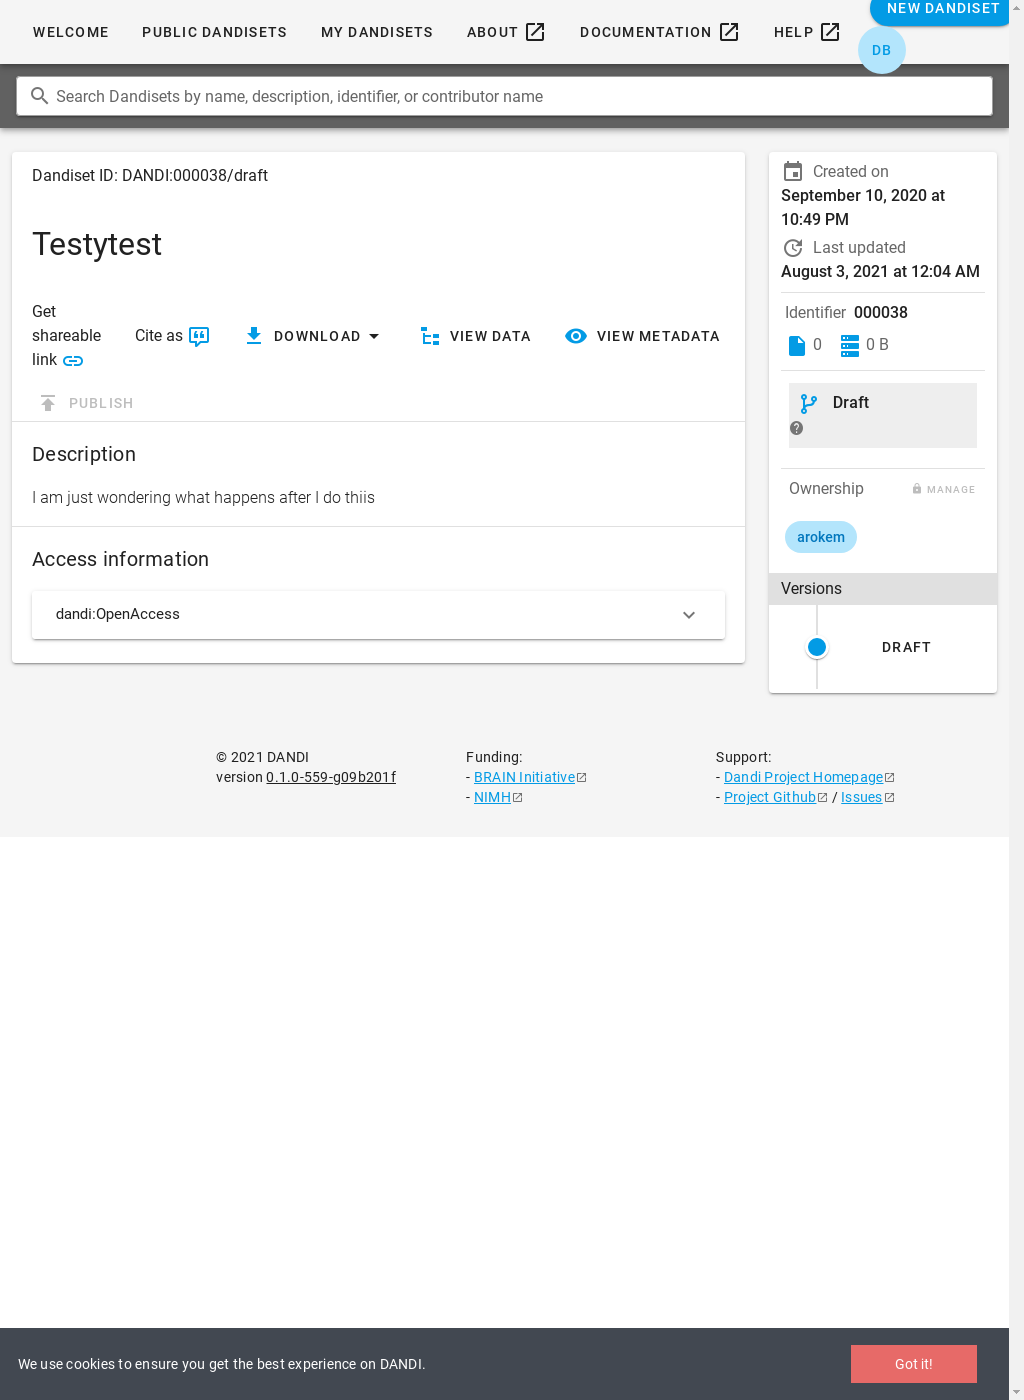 WELCOME
PUBLIC DANDISETS
MY DANDISETS
ABOUT
DOCUMENTATION
HELP
NEW DANDISET
DB
Search Dandisets by name, description, identifier, or contributor name
Dandiset ID: DANDI:000038/draft
Testytest
Get
shareable
link
Cite as
DOWNLOAD
VIEW DATA
VIEW METADATA
PUBLISH
Description
I am just wondering what happens after I do thiis
Access information
dandi:OpenAccess
Created on
September 10, 2020 at
10:49 PM
Last updated
August 3, 2021 at 12:04 AM
Identifier 000038
0 0 B
Draft
Ownership MANAGE
arokem
Versions
DRAFT
© 2021 DANDI
version 0.1.0-559-g09b201f
Funding:
- BRAIN Initiative
- NIMH
Support:
- Dandi Project Homepage
- Project Github / Issues
We use cookies to ensure you get the best experience on DANDI.
Got it!